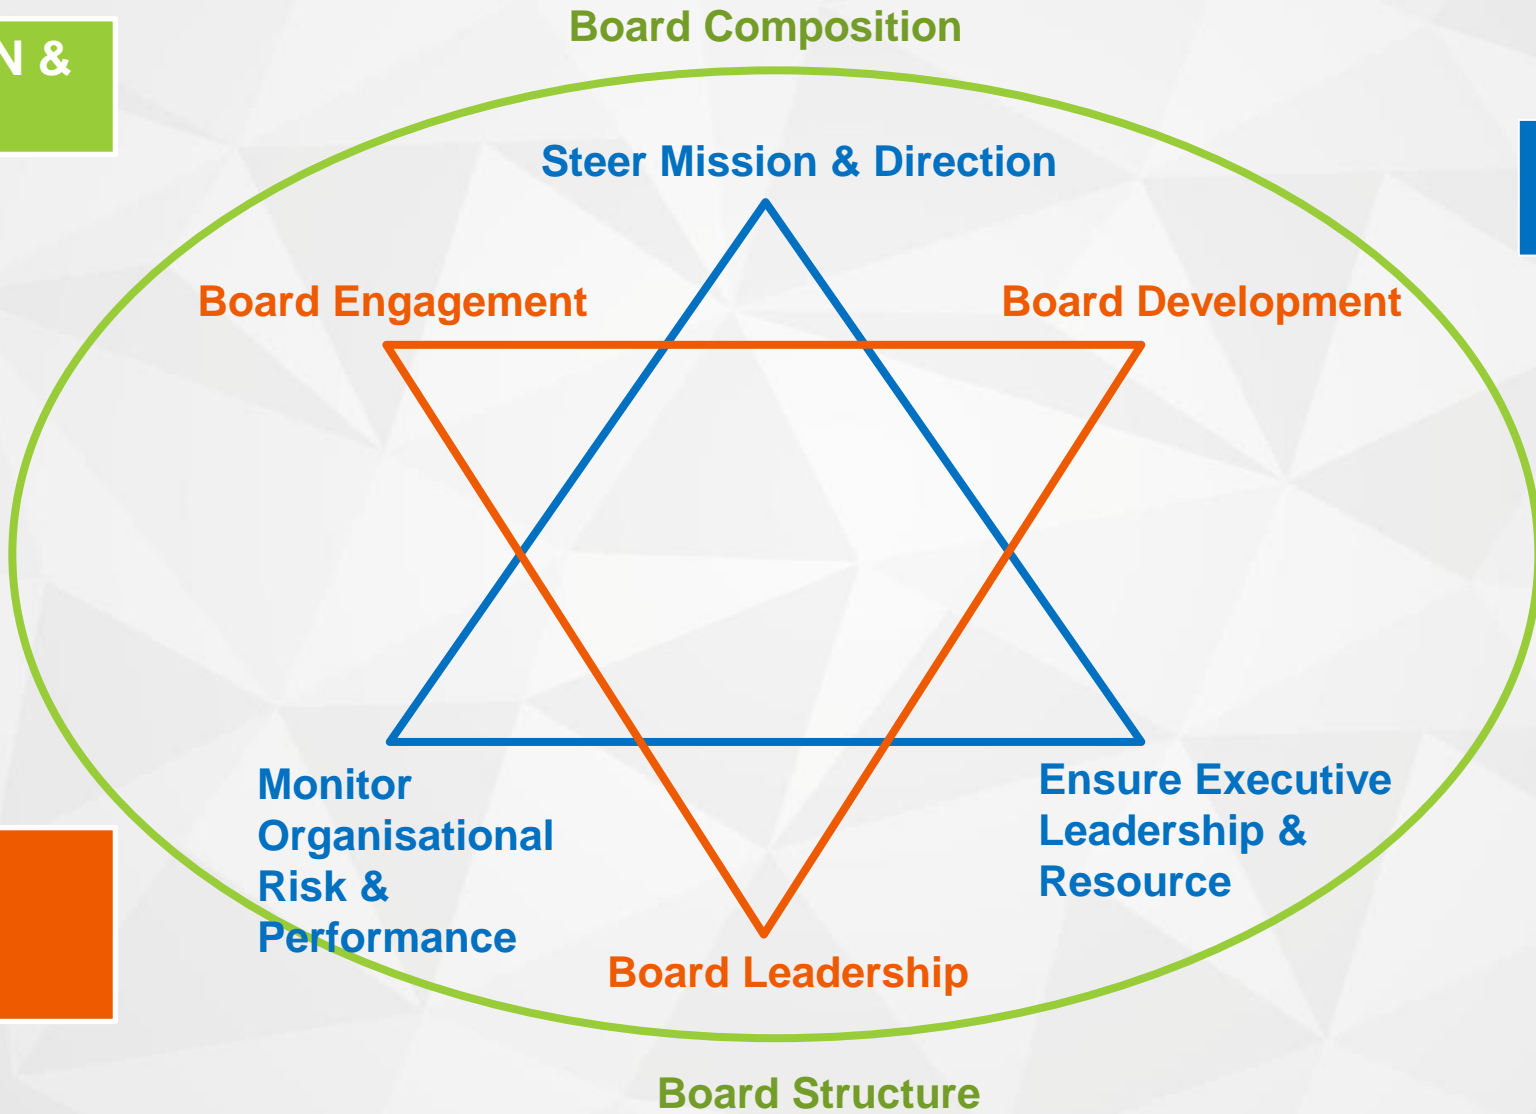 Board Composition
N &
Steer Mission & Direction
Board Engagement
Board Development
Monitor
Organisational
Risk &
Performance
Ensure Executive
Leadership &
Resource
Board Leadership
Board Structure